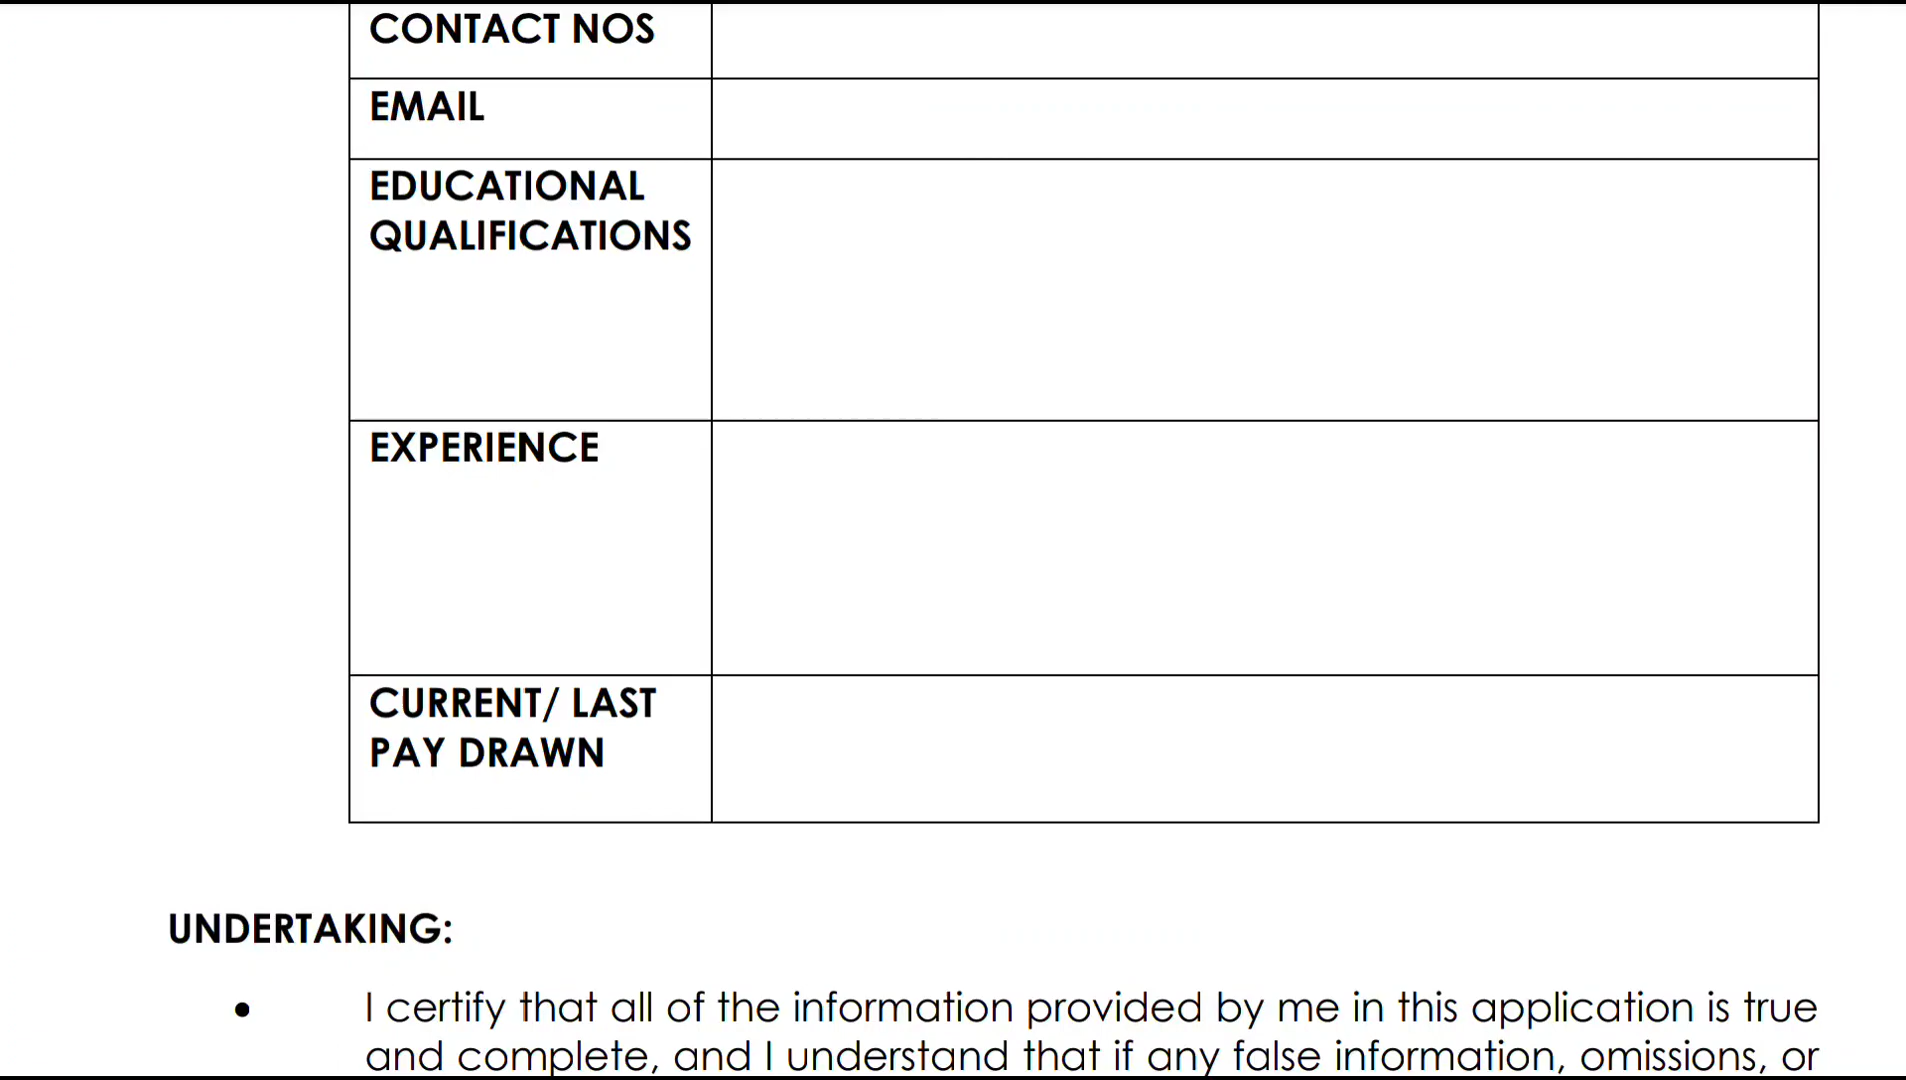 CONTACT NOS
EMAIL
EDUCATIONAL
QUALIFICATIONS
EXPERIENCE
CURRENT/ LAST
PAY DRAWN
UNDERTAKING:
• I certify that all of the information provided by me in this application is true
and complete, and I understand that if any false information, omissions, or